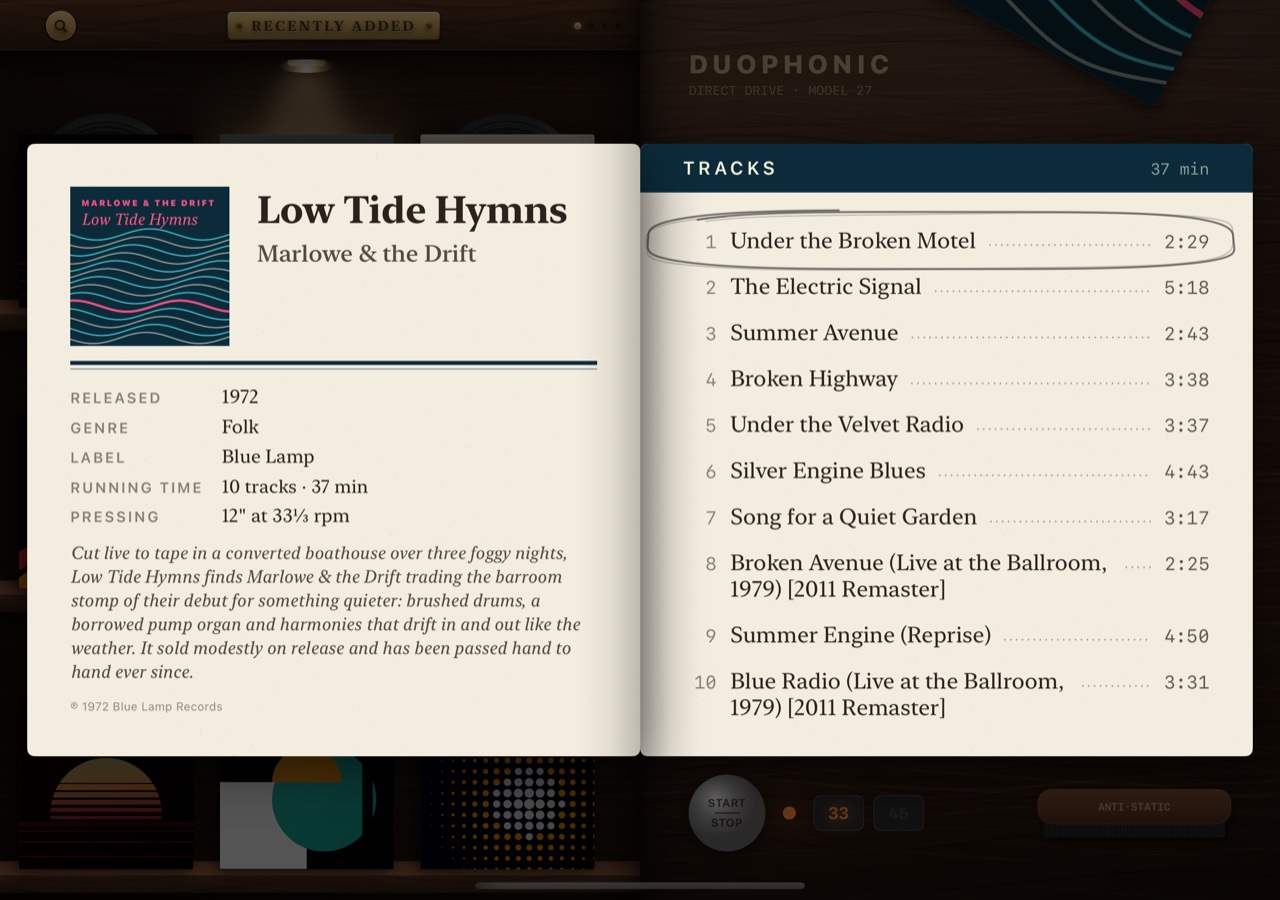 RECENTLY ADDED
DUOPHONIC
DIRECT DRIVE · MODEL 27
MARLOWE & THE DRIFT
Low Tide Hymns
Low Tide Hymns
Marlowe & the Drift
RELEASED 1972
GENRE Folk
LABEL Blue Lamp
RUNNING TIME 10 tracks · 37 min
PRESSING 12" at 33⅓ rpm
Cut live to tape in a converted boathouse over three foggy nights,
Low Tide Hymns finds Marlowe & the Drift trading the barroom
stomp of their debut for something quieter: brushed drums, a
borrowed pump organ and harmonies that drift in and out like the
weather. It sold modestly on release and has been passed hand to
hand ever since.
℗ 1972 Blue Lamp Records
TRACKS 37 min
1 Under the Broken Motel 2:29
2 The Electric Signal 5:18
3 Summer Avenue 2:43
4 Broken Highway 3:38
5 Under the Velvet Radio 3:37
6 Silver Engine Blues 4:43
7 Song for a Quiet Garden 3:17
8 Broken Avenue (Live at the Ballroom, 2:25
1979) [2011 Remaster]
9 Summer Engine (Reprise) 4:50
10 Blue Radio (Live at the Ballroom, 3:31
1979) [2011 Remaster]
START
STOP
33
45
ANTI·STATIC